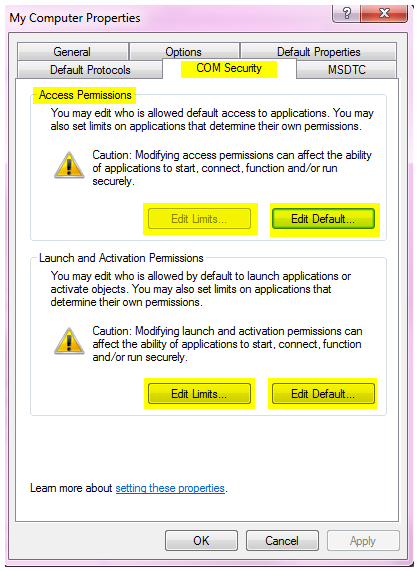 My Computer Properties
?
General Options Default Properties
Default Protocols COM Security MSDTC
Access Permissions
You may edit who is allowed default access to applications. You may
also set limits on applications that determine their own permissions.
Caution: Modifying access permissions can affect the ability
of applications to start, connect, function and/or run
securely.
Edit Limits... Edit Default...
Launch and Activation Permissions
You may edit who is allowed by default to launch applications or
activate objects. You may also set limits on applications that
determine their own permissions.
Caution: Modifying launch and activation permissions can
affect the ability of applications to start, connect, function
and/or run securely.
Edit Limits... Edit Default...
Learn more about setting these properties.
OK Cancel Apply